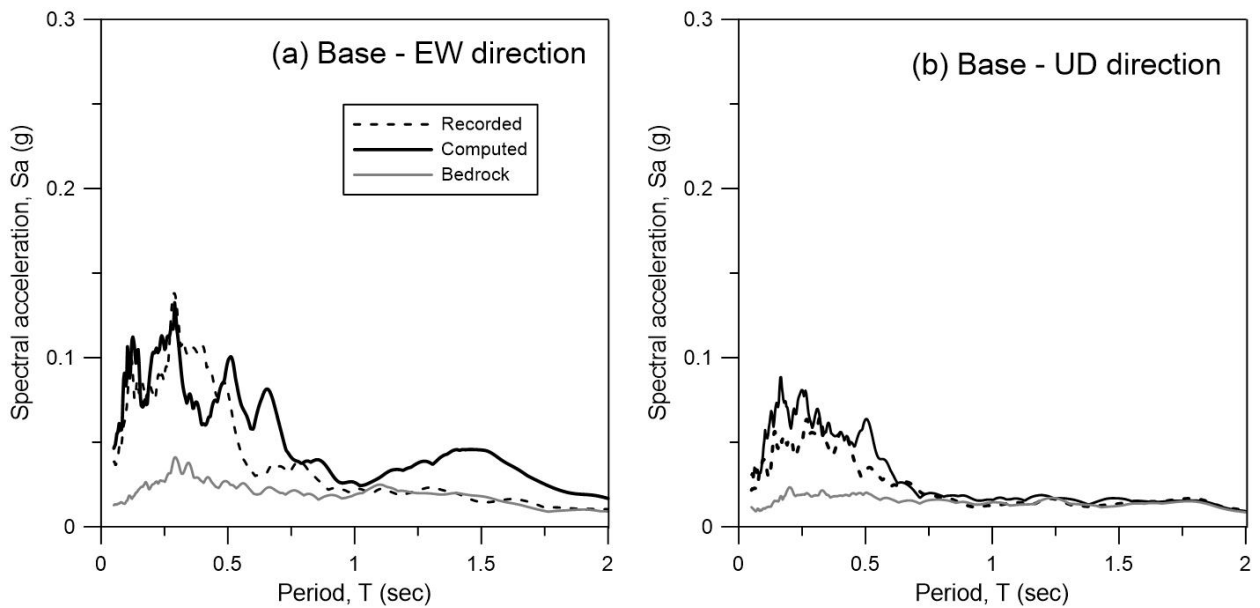 (a) Base - EW direction
Recorded
Computed
Bedrock
Spectral acceleration, Sa (g)
0.3
0.2
0.1
0
0
0.5
1
1.5
2
Period, T (sec)
(b) Base - UD direction
Spectral acceleration, Sa (g)
0.3
0.2
0.1
0
0
0.5
1
1.5
2
Period, T (sec)